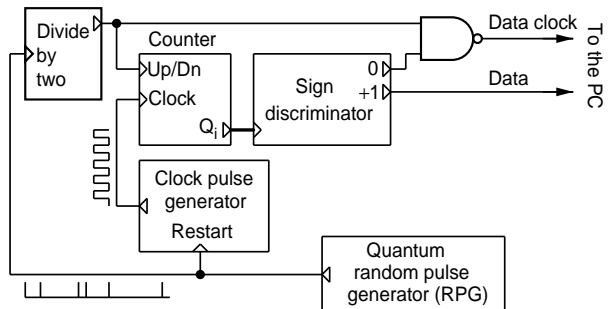 Divide
by
two
Counter
Up/Dn
Clock
Qi
Sign
discriminator
0
+1
Data clock
Data
To the PC
Clock pulse
generator
Restart
Quantum
random pulse
generator (RPG)